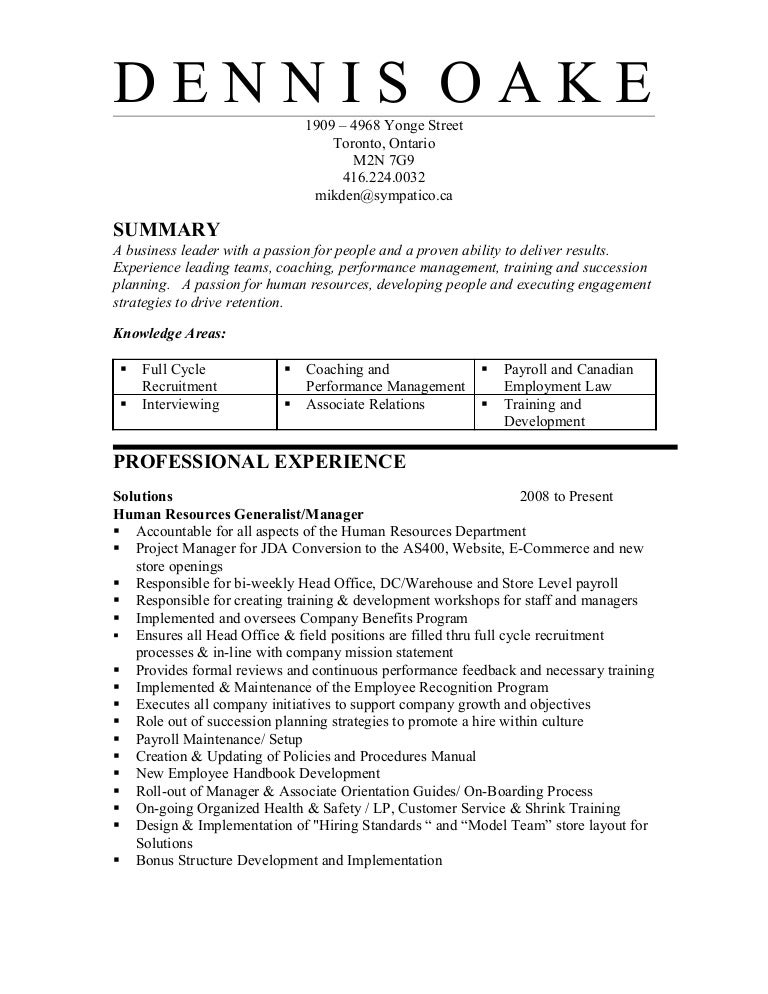 DENNIS OAKE
1909 – 4968 Yonge Street
Toronto, Ontario
M2N 7G9
416.224.0032
mikden@sympatico.ca
SUMMARY
A business leader with a passion for people and a proven ability to deliver results.
Experience leading teams, coaching, performance management, training and succession
planning.   A passion for human resources, developing people and executing engagement
strategies to drive retention.
Knowledge Areas:
▪ Full Cycle
Recruitment
▪ Coaching and
Performance Management
▪ Payroll and Canadian
Employment Law
▪ Interviewing
▪ Associate Relations
▪ Training and
Development
PROFESSIONAL EXPERIENCE
Solutions 2008 to Present
Human Resources Generalist/Manager
▪ Accountable for all aspects of the Human Resources Department
▪ Project Manager for JDA Conversion to the AS400, Website, E-Commerce and new
store openings
▪ Responsible for bi-weekly Head Office, DC/Warehouse and Store Level payroll
▪ Responsible for creating training & development workshops for staff and managers
▪ Implemented and oversees Company Benefits Program
▪ Ensures all Head Office & field positions are filled thru full cycle recruitment
processes & in-line with company mission statement
▪ Provides formal reviews and continuous performance feedback and necessary training
▪ Implemented & Maintenance of the Employee Recognition Program
▪ Executes all company initiatives to support company growth and objectives
▪ Role out of succession planning strategies to promote a hire within culture
▪ Payroll Maintenance/ Setup
▪ Creation & Updating of Policies and Procedures Manual
▪ New Employee Handbook Development
▪ Roll-out of Manager & Associate Orientation Guides/ On-Boarding Process
▪ On-going Organized Health & Safety / LP, Customer Service & Shrink Training
▪ Design & Implementation of "Hiring Standards “ and “Model Team” store layout for
Solutions
▪ Bonus Structure Development and Implementation